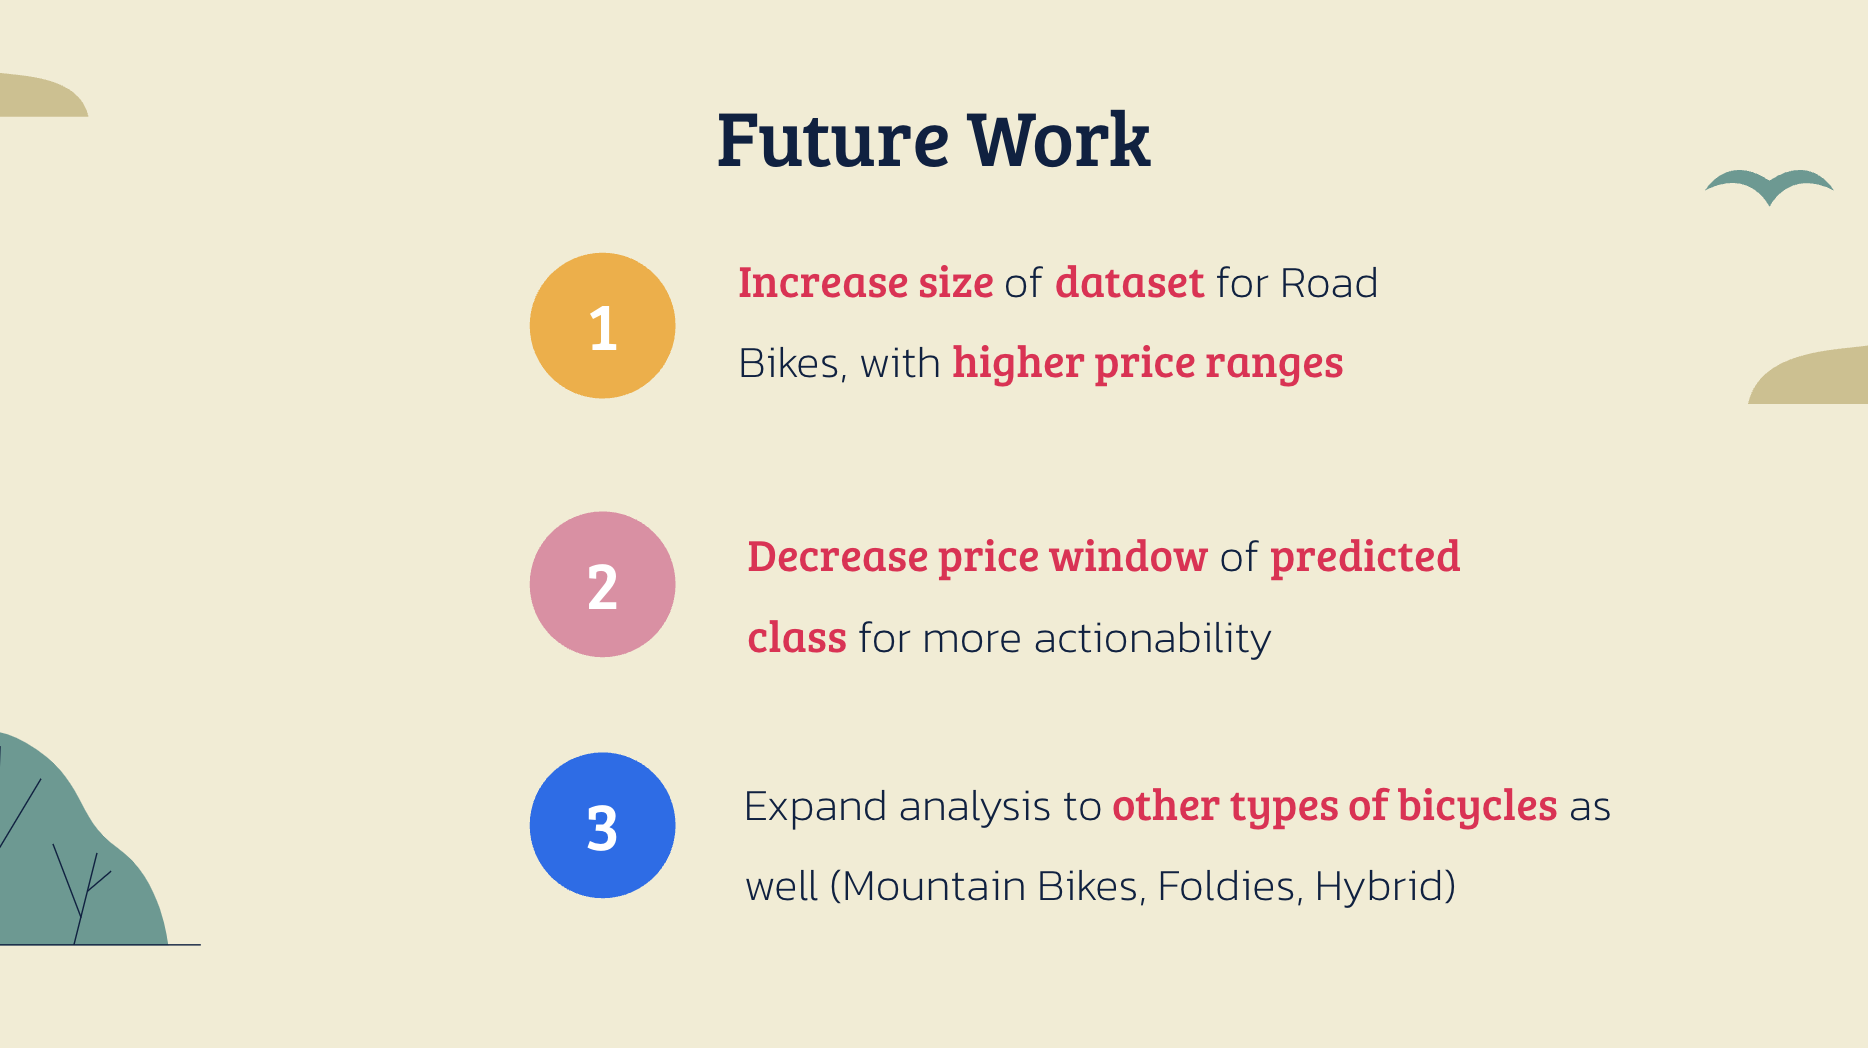 Future Work
1
Increase size of dataset for Road
Bikes, with higher price ranges
2
Decrease price window of predicted
class for more actionability
3
Expand analysis to other types of bicycles as
well (Mountain Bikes, Foldies, Hybrid)